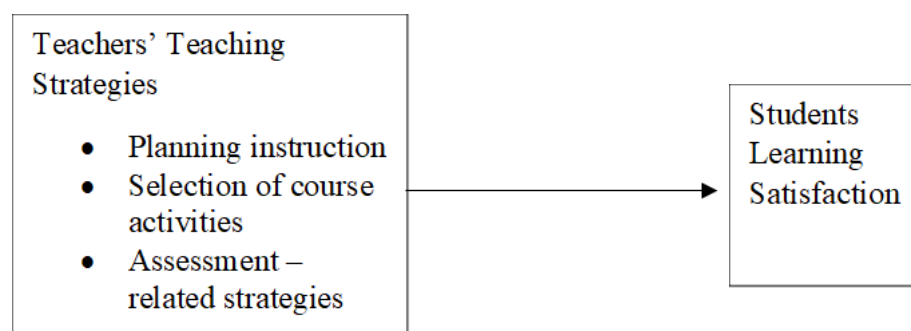 Teachers’ Teaching
Strategies
• Planning instruction
• Selection of course
activities
• Assessment –
related strategies
Students
Learning
Satisfaction